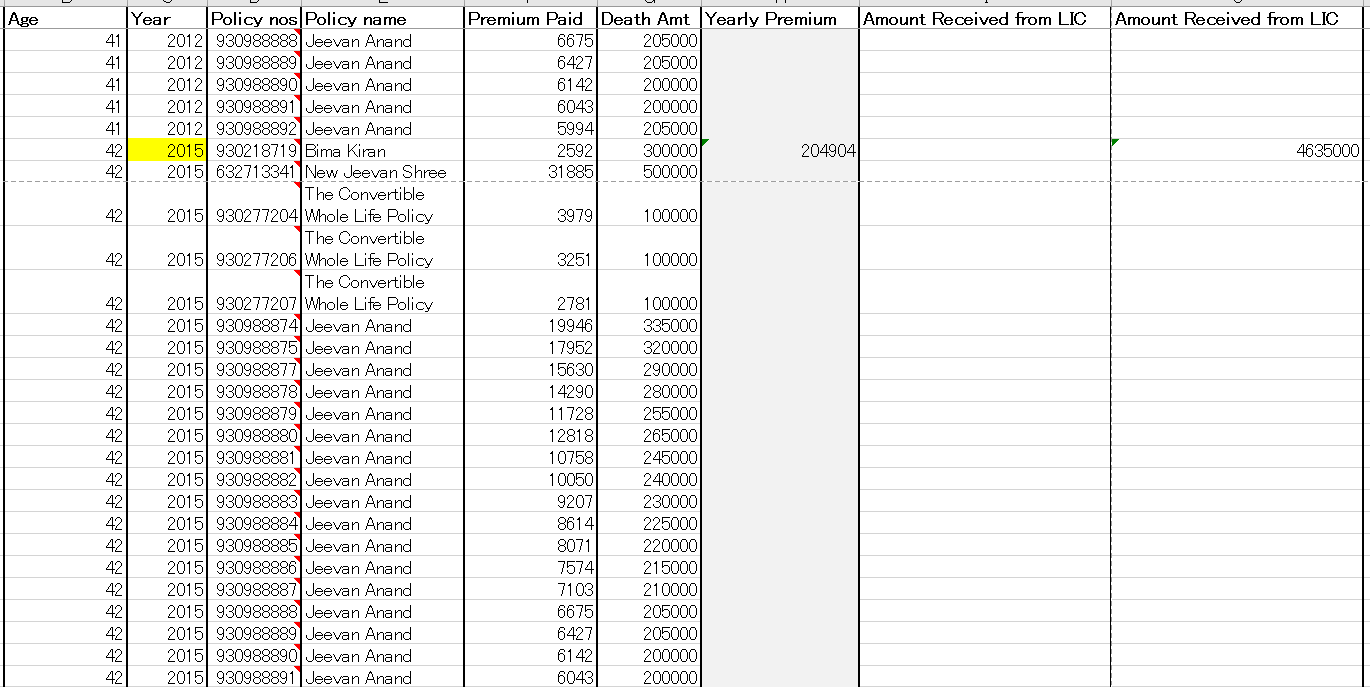 Age Year Policy nos Policy name Premium Paid Death Amt Yearly Premium Amount Received from LIC Amount Received from LIC
41 2012 930988888 Jeevan Anand 6675 205000
41 2012 930988889 Jeevan Anand 6427 205000
41 2012 930988890 Jeevan Anand 6142 200000
41 2012 930988891 Jeevan Anand 6043 200000
41 2012 930988892 Jeevan Anand 5994 205000
42 2015 930218719 Bima Kiran 2592 300000 204904 4635000
42 2015 632713341 New Jeevan Shree 31885 500000
The Convertible
42 2015 930277204 Whole Life Policy 3979 100000
The Convertible
42 2015 930277206 Whole Life Policy 3251 100000
The Convertible
42 2015 930277207 Whole Life Policy 2781 100000
42 2015 930988874 Jeevan Anand 19946 335000
42 2015 930988875 Jeevan Anand 17952 320000
42 2015 930988877 Jeevan Anand 15630 290000
42 2015 930988878 Jeevan Anand 14290 280000
42 2015 930988879 Jeevan Anand 11728 255000
42 2015 930988880 Jeevan Anand 12818 265000
42 2015 930988881 Jeevan Anand 10758 245000
42 2015 930988882 Jeevan Anand 10050 240000
42 2015 930988883 Jeevan Anand 9207 230000
42 2015 930988884 Jeevan Anand 8614 225000
42 2015 930988885 Jeevan Anand 8071 220000
42 2015 930988886 Jeevan Anand 7574 215000
42 2015 930988887 Jeevan Anand 7103 210000
42 2015 930988888 Jeevan Anand 6675 205000
42 2015 930988889 Jeevan Anand 6427 205000
42 2015 930988890 Jeevan Anand 6142 200000
42 2015 930988891 Jeevan Anand 6043 200000